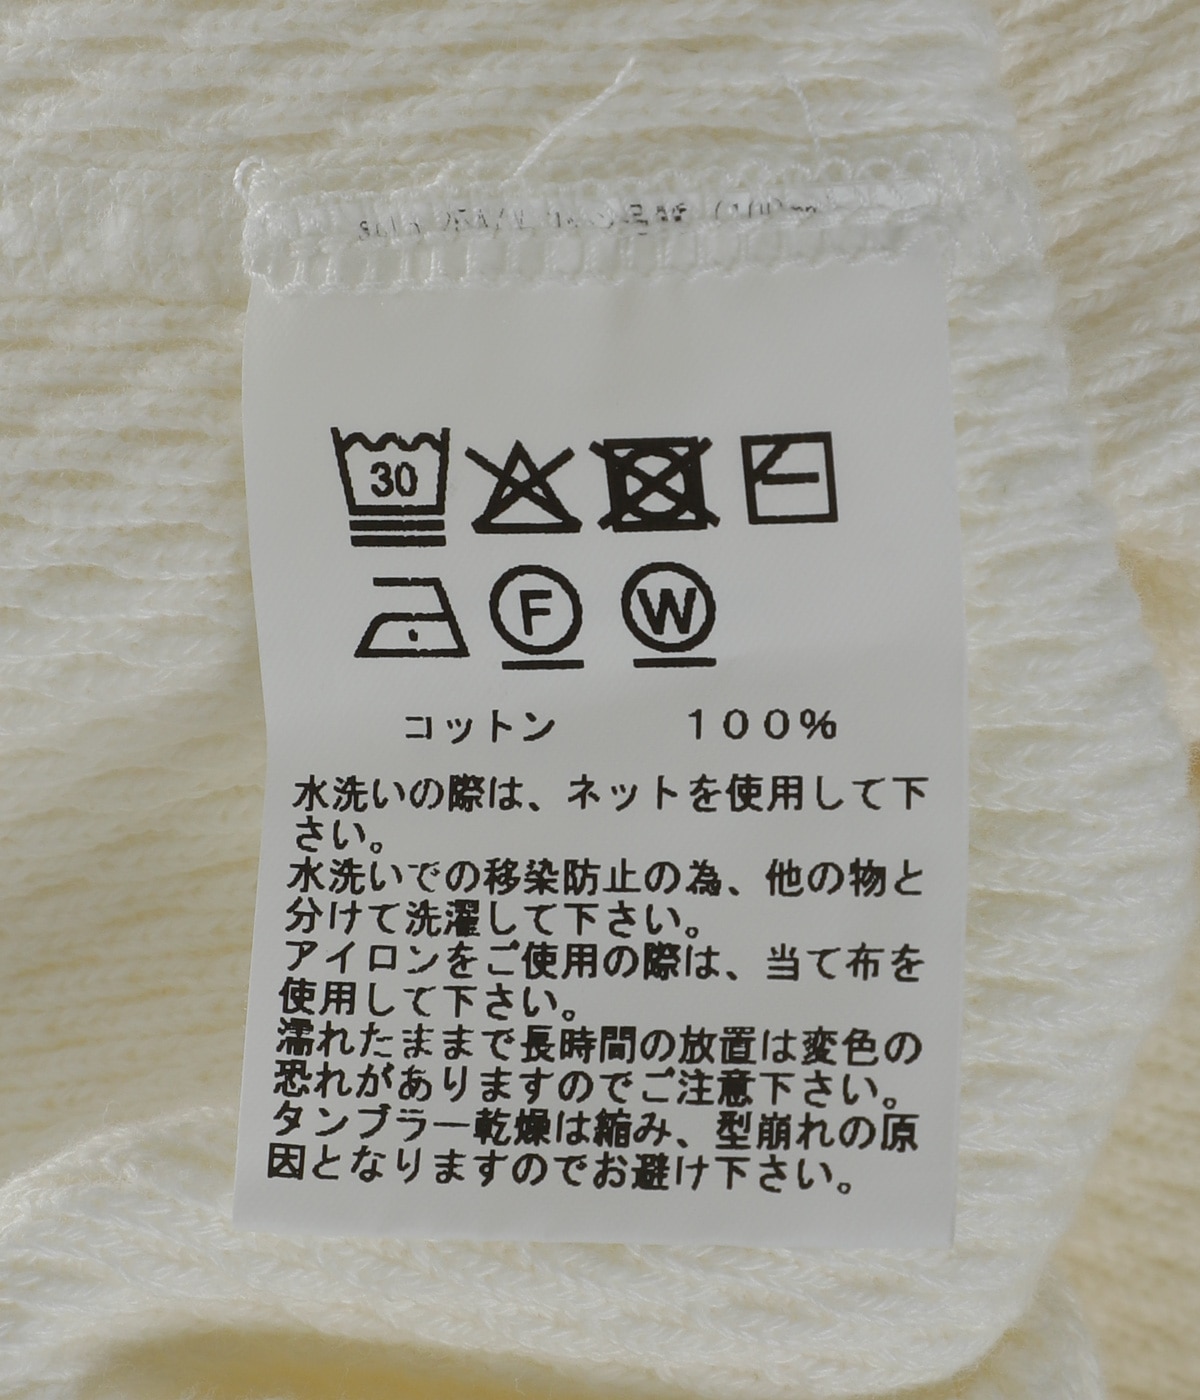 30
F W
コットン 100%
水洗いの際は、ネットを使用して下
さい。
水洗いでの移染防止の為、他の物と
分けて洗濯して下さい。
アイロンをご使用の際は、当て布を
使用して下さい。
濡れたままで長時間の放置は変色の
恐れがありますのでご注意下さい。
タンブラー乾燥は縮み、型崩れの原
因となりますのでお避け下さい。